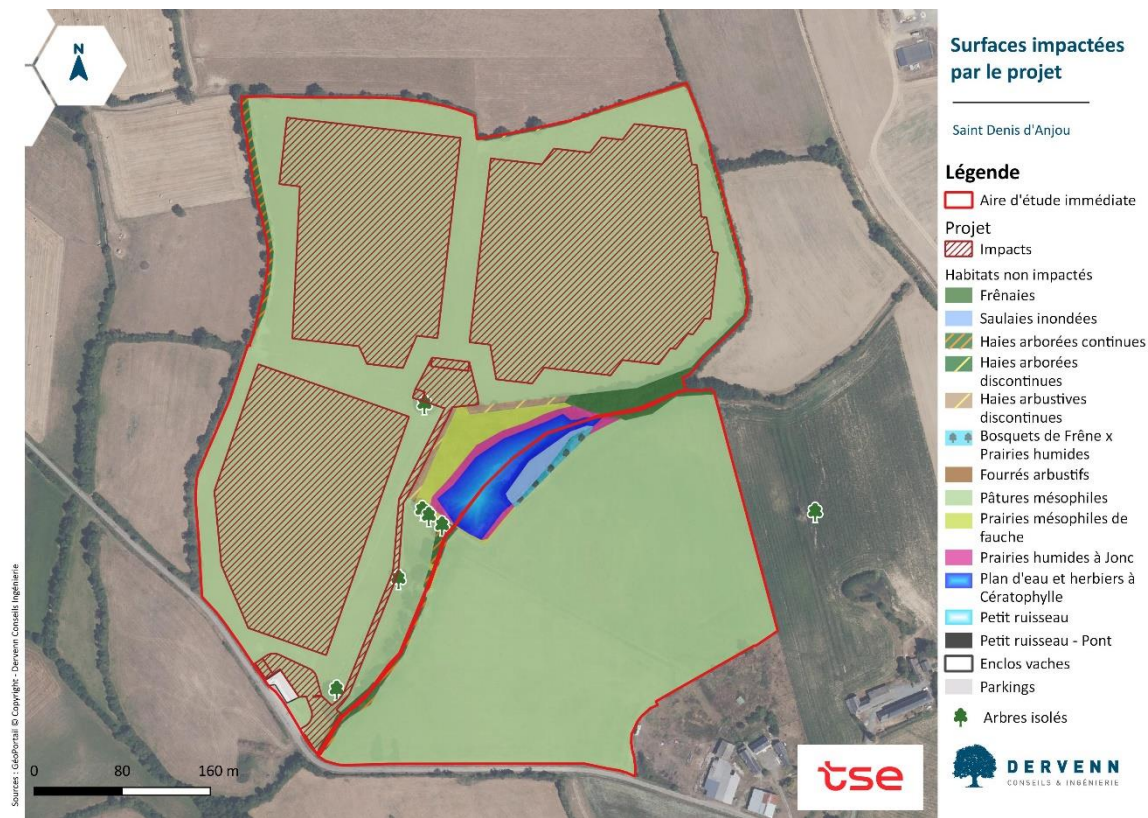 N
Surfaces impactées
par le projet
Saint Denis d'Anjou
Légende
Aire d'étude immédiate
Projet
Impacts
Habitats non impactés
Frênaies
Saulaies inondées
Haies arborées continues
Haies arborées
discontinues
Haies arbustives
discontinues
Bosquets de Frêne x
Prairies humides
Fourrés arbustifs
Pâtures mésophiles
Prairies mésophiles de
fauche
Prairies humides à Jonc
Plan d'eau et herbiers à
Cératophylle
Petit ruisseau
Petit ruisseau - Pont
Enclos vaches
Parkings
Arbres isolés
DERVENN
CONSEILS & INGÉNIERIE
tse
0 80 160 m
Sources : GéoPortail © Copyright - Dervenn Conseils Ingénierie